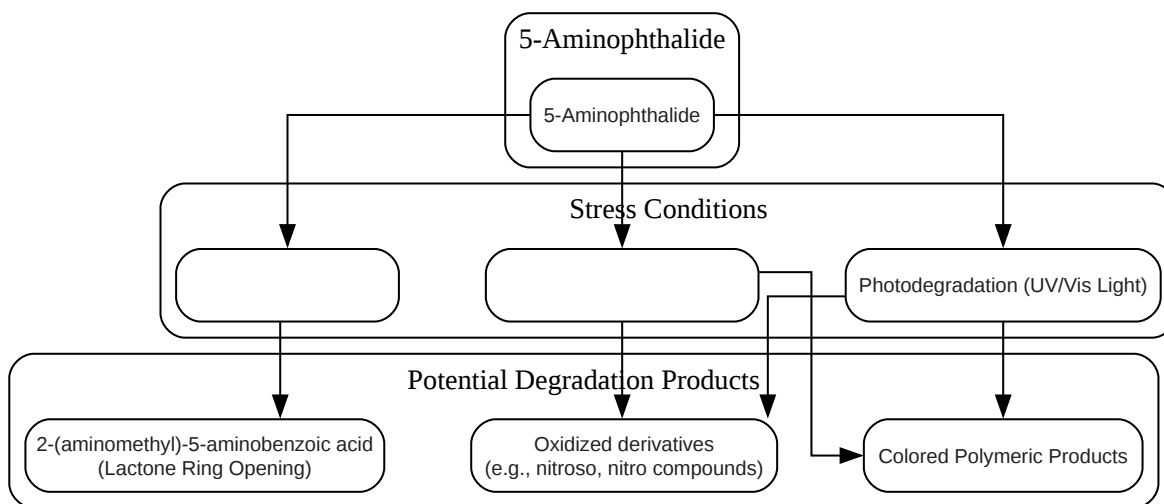 5-Aminophthalide
5-Aminophthalide
Stress Conditions
Photodegradation (UV/Vis Light)
Potential Degradation Products
2-(aminomethyl)-5-aminobenzoic acid
(Lactone Ring Opening)
Oxidized derivatives
(e.g., nitroso, nitro compounds)
Colored Polymeric Products